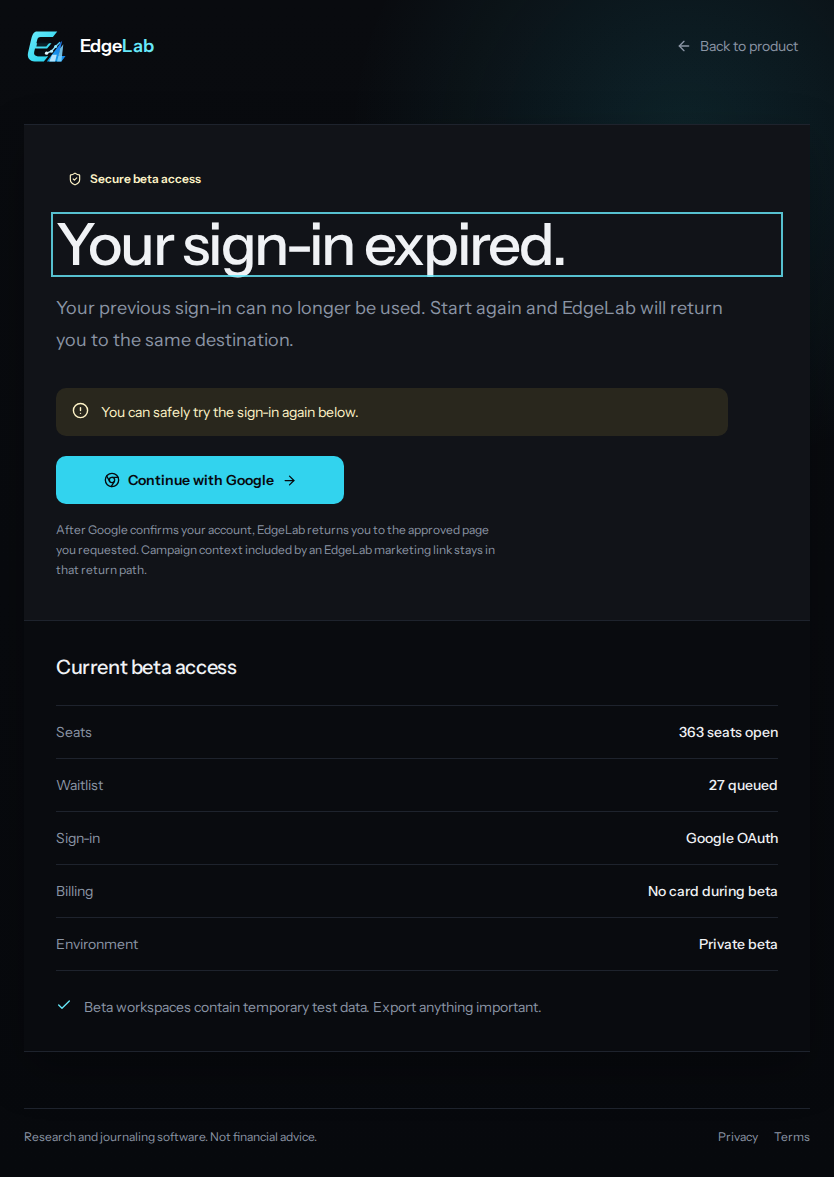 EdgeLab
Back to product
Secure beta access
Your sign-in expired.
Your previous sign-in can no longer be used. Start again and EdgeLab will return
you to the same destination.
You can safely try the sign-in again below.
Continue with Google
After Google confirms your account, EdgeLab returns you to the approved page
you requested. Campaign context included by an EdgeLab marketing link stays in
that return path.
Current beta access
Seats 363 seats open
Waitlist 27 queued
Sign-in Google OAuth
Billing No card during beta
Environment Private beta
Beta workspaces contain temporary test data. Export anything important.
Research and journaling software. Not financial advice.
Privacy Terms